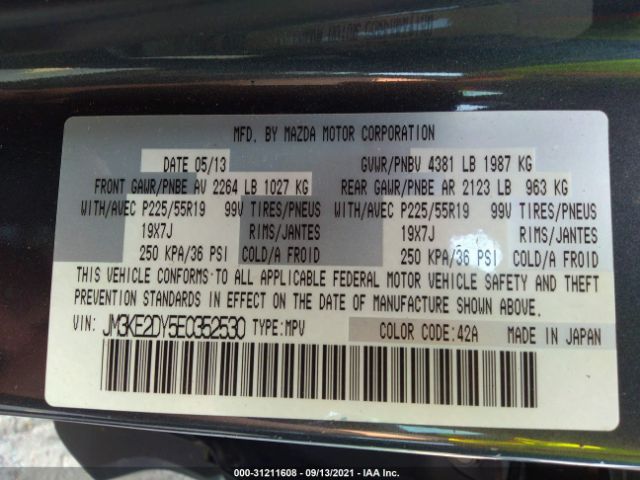 MFD. BY MAZDA MOTOR CORPORATION
DATE 05/13 GVWR/PNBV 4381 LB 1987 KG
FRONT GAWR/PNBE AV 2264 LB 1027 KG REAR GAWR/PNBE AR 2123 LB 963 KG
WITH/AVEC P225/55R19 99V TIRES/PNEUS WITH/AVEC P225/55R19 99V TIRES/PNEUS
19X7J RIMS/JANTES 19X7J RIMS/JANTES
250 KPA/36 PSI COLD/A FROID 250 KPA/36 PSI COLD/A FROID
THIS VEHICLE CONFORMS TO ALL APPLICABLE FEDERAL MOTOR VEHICLE SAFETY AND THEFT
PREVENTION STANDARDS IN EFFECT ON THE DATE OF MANUFACTURE SHOWN ABOVE.
VIN: JM3KE2DY5E0352530 TYPE:MPV COLOR CODE:42A MADE IN JAPAN
000-31211608 - 09/13/2021 - IAA Inc.